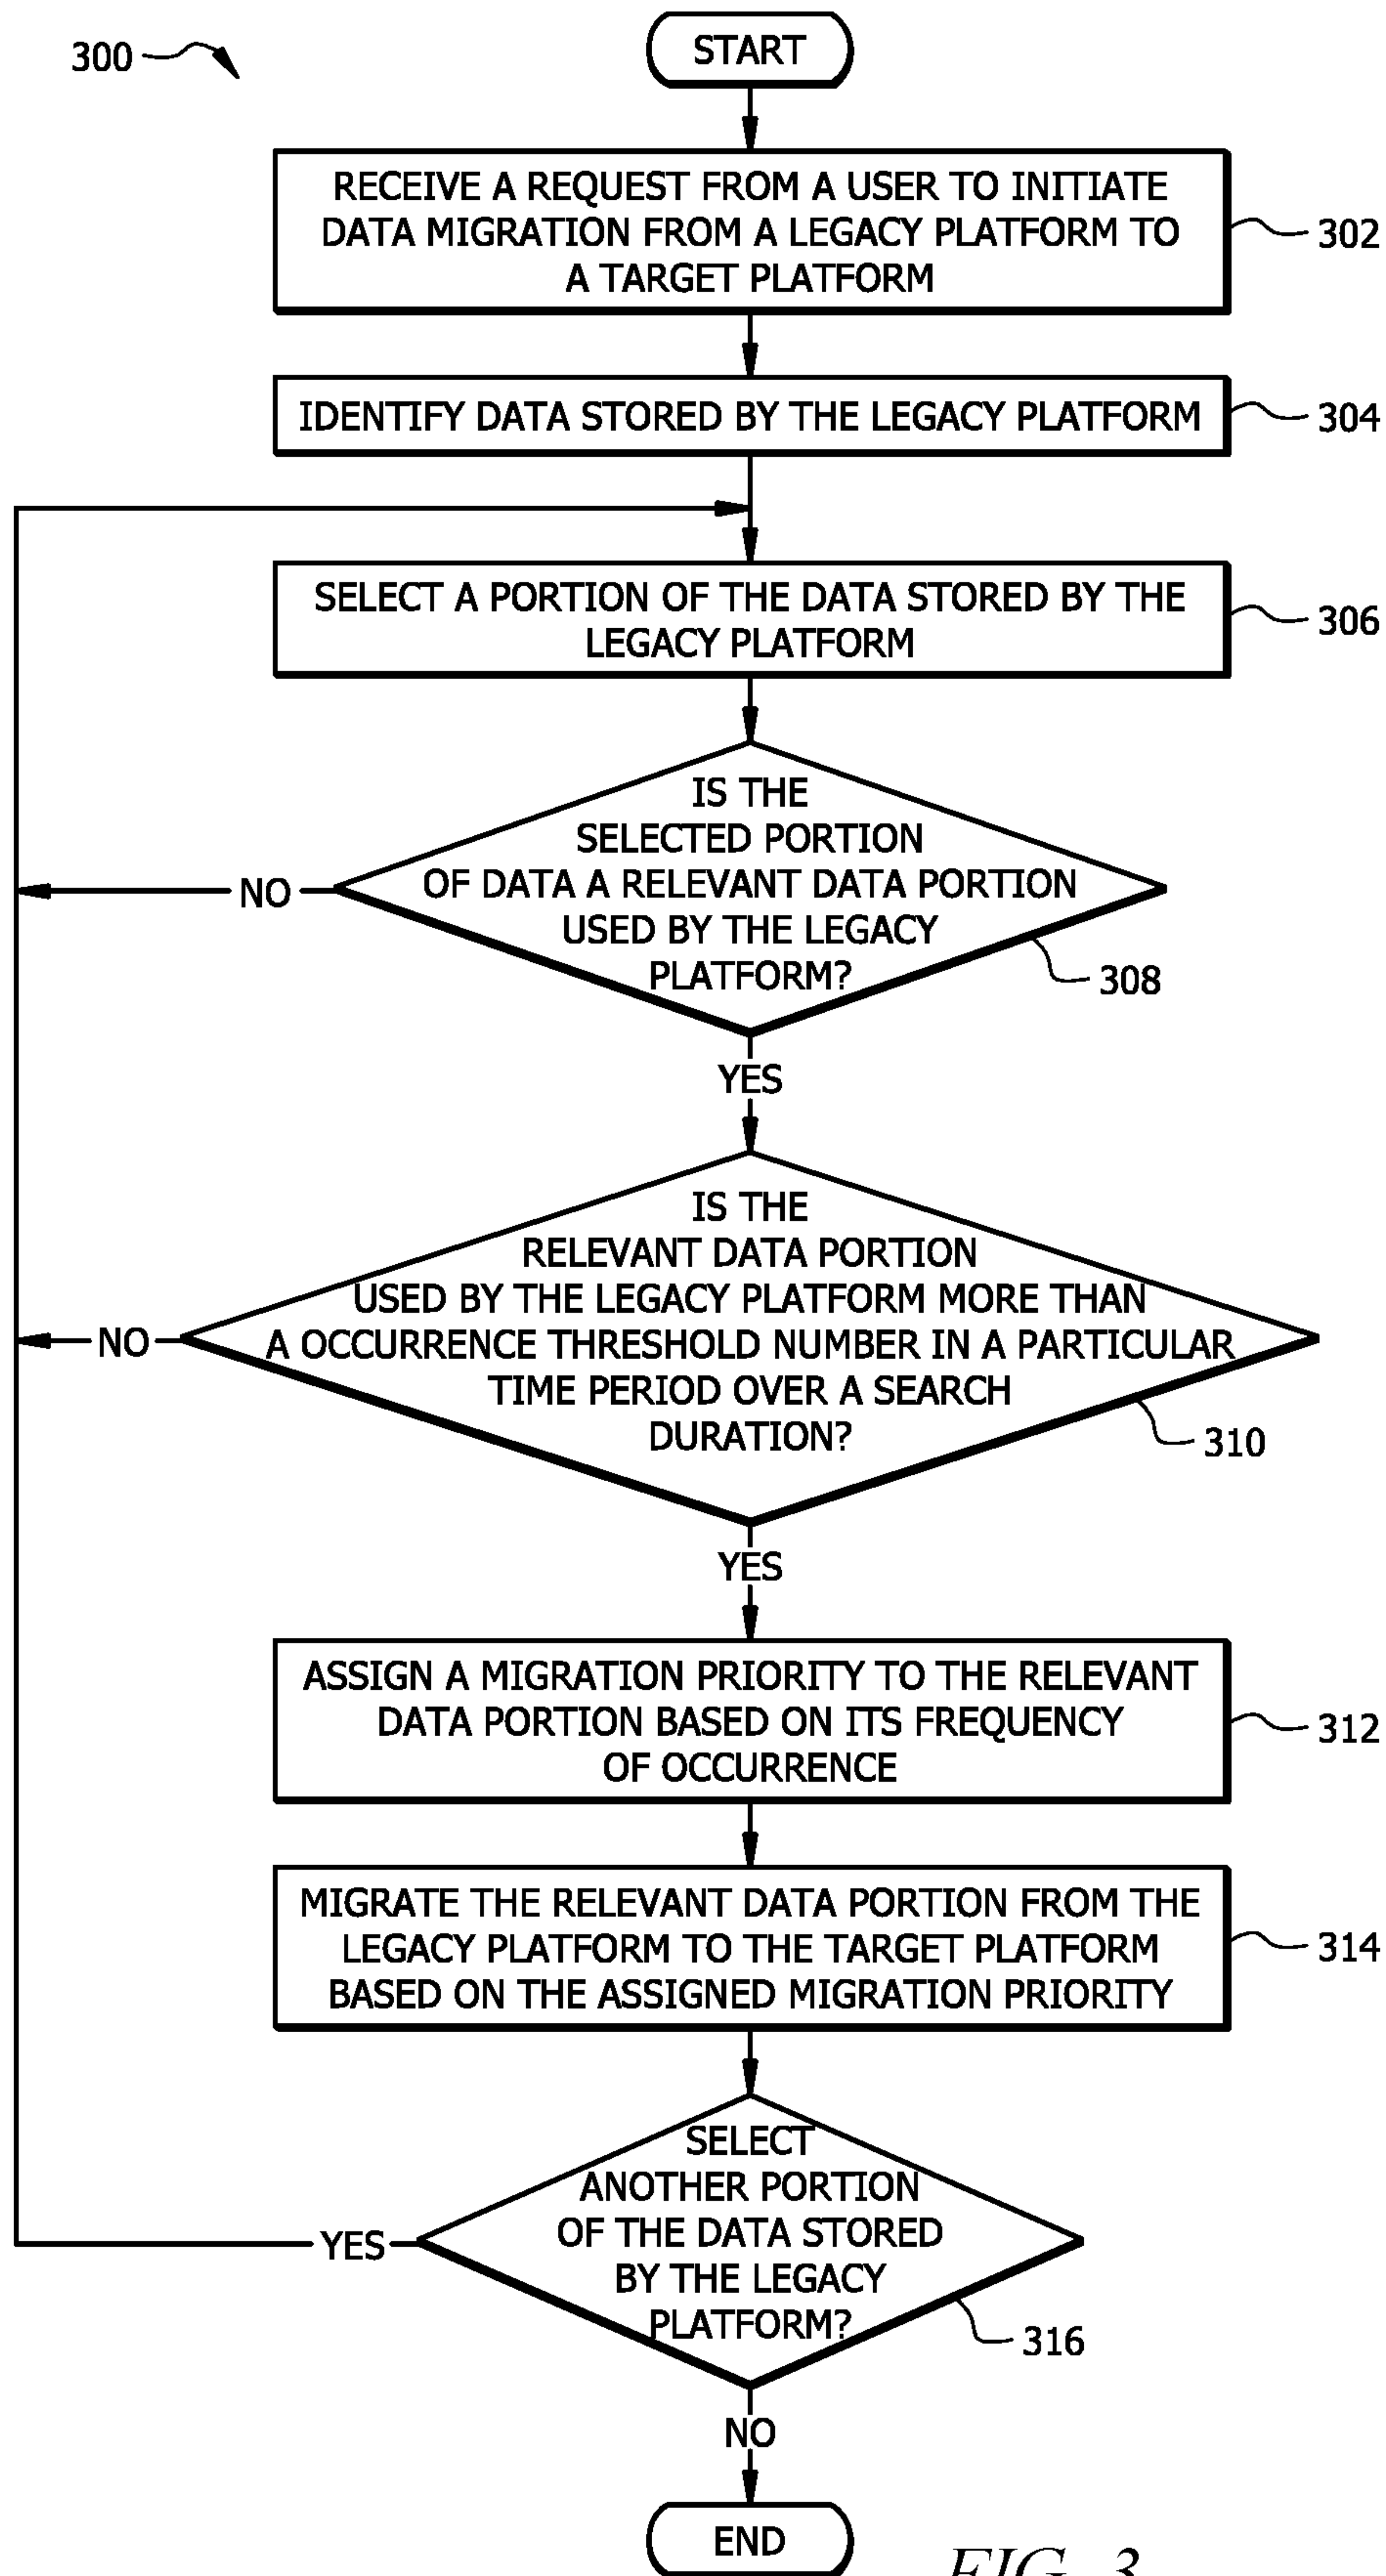 300
START
RECEIVE A REQUEST FROM A USER TO INITIATE
DATA MIGRATION FROM A LEGACY PLATFORM TO
A TARGET PLATFORM
302
IDENTIFY DATA STORED BY THE LEGACY PLATFORM
304
SELECT A PORTION OF THE DATA STORED BY THE
LEGACY PLATFORM
306
IS THE
SELECTED PORTION
OF DATA A RELEVANT DATA PORTION
USED BY THE LEGACY
PLATFORM?
NO
308
YES
IS THE
RELEVANT DATA PORTION
USED BY THE LEGACY PLATFORM MORE THAN
A OCCURRENCE THRESHOLD NUMBER IN A PARTICULAR
TIME PERIOD OVER A SEARCH
DURATION?
NO
310
YES
ASSIGN A MIGRATION PRIORITY TO THE RELEVANT
DATA PORTION BASED ON ITS FREQUENCY
OF OCCURRENCE
312
MIGRATE THE RELEVANT DATA PORTION FROM THE
LEGACY PLATFORM TO THE TARGET PLATFORM
BASED ON THE ASSIGNED MIGRATION PRIORITY
314
SELECT
ANOTHER PORTION
OF THE DATA STORED
BY THE LEGACY
PLATFORM?
YES
316
NO
END
FIG. 3